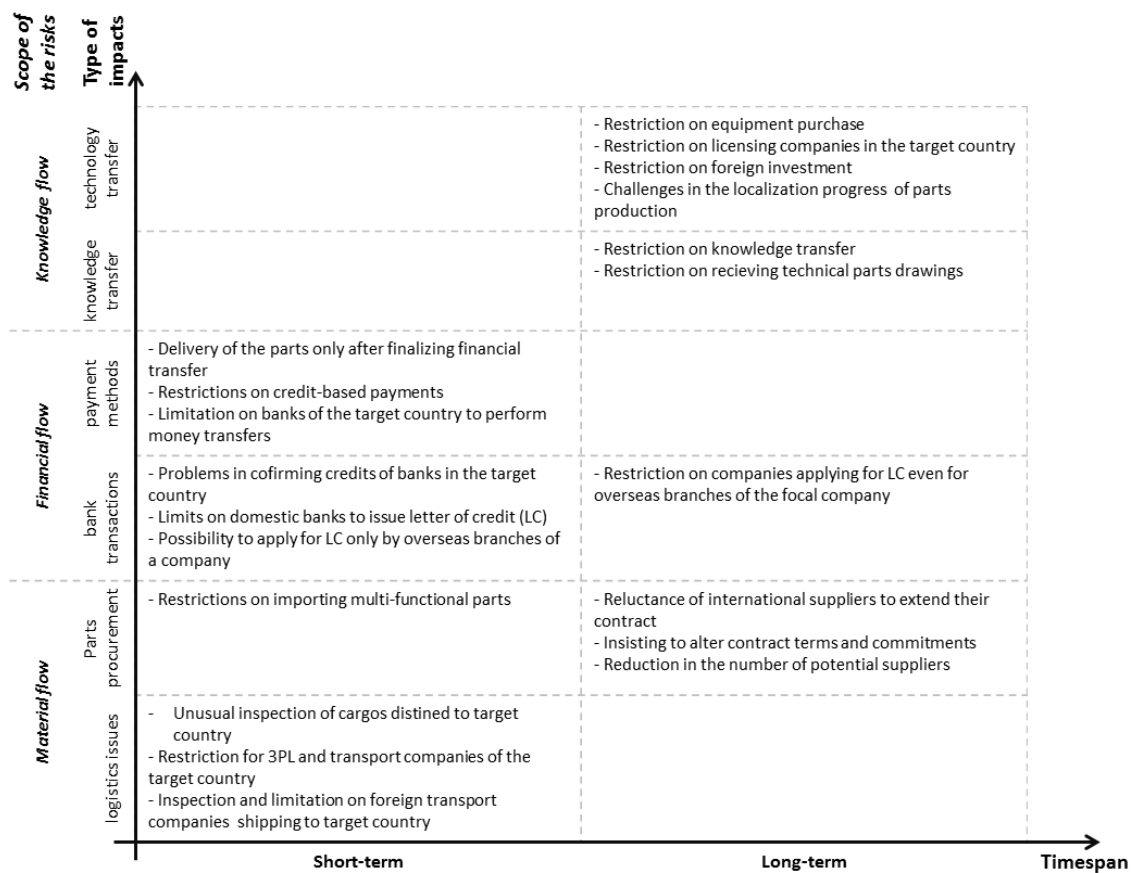 Scope of
the risks
Type of
impacts
Knowledge flow
technology
transfer
- Restriction on equipment purchase
- Restriction on licensing companies in the target country
- Restriction on foreign investment
- Challenges in the localization progress of parts
production
knowledge
transfer
- Restriction on knowledge transfer
- Restriction on recieving technical parts drawings
Financial flow
payment
methods
- Delivery of the parts only after finalizing financial
transfer
- Restrictions on credit-based payments
- Limitation on banks of the target country to perform
money transfers
bank
transactions
- Problems in cofirming credits of banks in the target
country
- Limits on domestic banks to issue letter of credit (LC)
- Possibility to apply for LC only by overseas branches of
a company
- Restriction on companies applying for LC even for
overseas branches of the focal company
Material flow
Parts
procurement
- Restrictions on importing multi-functional parts
- Reluctance of international suppliers to extend their
contract
- Insisting to alter contract terms and commitments
- Reduction in the number of potential suppliers
logistics issues
- Unusual inspection of cargos distined to target
country
- Restriction for 3PL and transport companies of the
target country
- Inspection and limitation on foreign transport
companies shipping to target country
Short-term
Long-term
Timespan